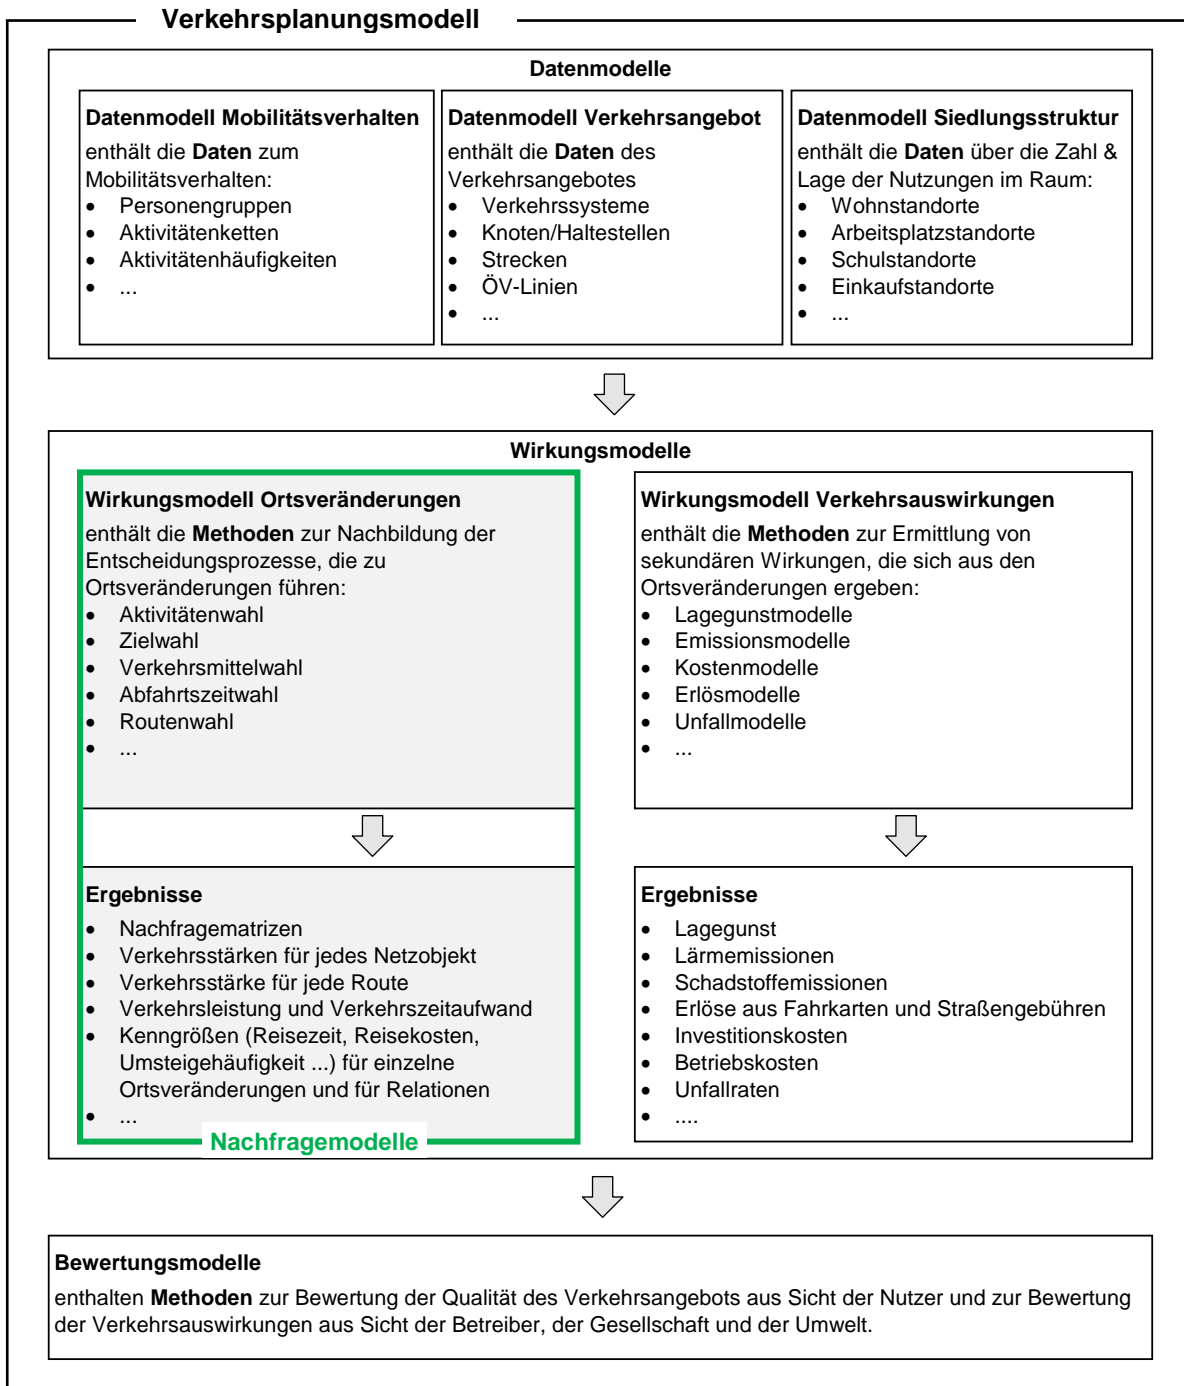 Verkehrsplanungsmodell
Datenmodelle
Datenmodell Mobilitätsverhalten
enthält die Daten zum
Mobilitätsverhalten:
• Personengruppen
• Aktivitätenketten
• Aktivitätenhäufigkeiten
• ...
Datenmodell Verkehrsangebot
enthält die Daten des
Verkehrsangebotes
• Verkehrssysteme
• Knoten/Haltestellen
• Strecken
• ÖV-Linien
• ...
Datenmodell Siedlungsstruktur
enthält die Daten über die Zahl &
Lage der Nutzungen im Raum:
• Wohnstandorte
• Arbeitsplatzstandorte
• Schulstandorte
• Einkaufstandorte
• ...
Wirkungsmodelle
Wirkungsmodell Ortsveränderungen
enthält die Methoden zur Nachbildung der
Entscheidungsprozesse, die zu
Ortsveränderungen führen:
• Aktivitätenwahl
• Zielwahl
• Verkehrsmittelwahl
• Abfahrtszeitwahl
• Routenwahl
• ...
Ergebnisse
• Nachfragematrizen
• Verkehrsstärken für jedes Netzobjekt
• Verkehrsstärke für jede Route
• Verkehrsleistung und Verkehrszeitaufwand
• Kenngrößen (Reisezeit, Reisekosten,
Umsteigehäufigkeit ...) für einzelne
Ortsveränderungen und für Relationen
• ...
Nachfragemodelle
Wirkungsmodell Verkehrsauswirkungen
enthält die Methoden zur Ermittlung von
sekundären Wirkungen, die sich aus den
Ortsveränderungen ergeben:
• Lagegunstmodelle
• Emissionsmodelle
• Kostenmodelle
• Erlösmodelle
• Unfallmodelle
• ...
Ergebnisse
• Lagegunst
• Lärmemissionen
• Schadstoffemissionen
• Erlöse aus Fahrkarten und Straßengebühren
• Investitionskosten
• Betriebskosten
• Unfallraten
• ....
Bewertungsmodelle
enthalten Methoden zur Bewertung der Qualität des Verkehrsangebots aus Sicht der Nutzer und zur Bewertung
der Verkehrsauswirkungen aus Sicht der Betreiber, der Gesellschaft und der Umwelt.